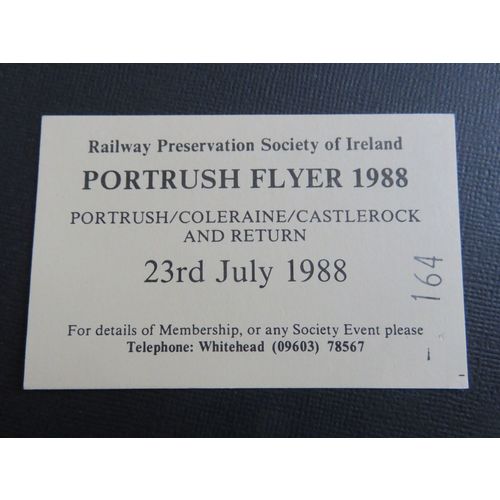 Railway Preservation Society of Ireland
PORTRUSH FLYER 1988
PORTRUSH/COLERAINE/CASTLEROCK
AND RETURN
23rd July 1988
164
For details of Membership, or any Society Event please
Telephone: Whitehead (09603) 78567